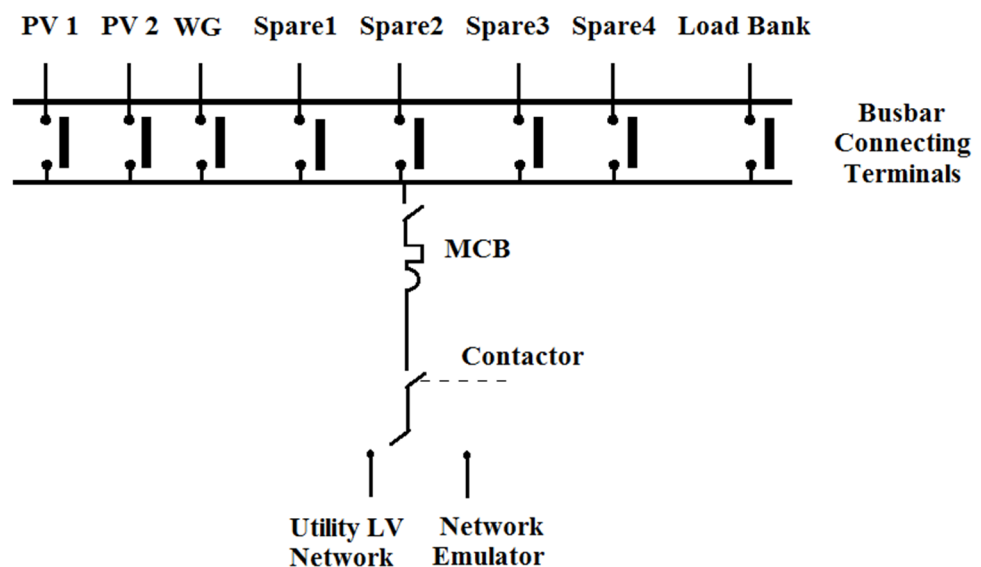 PV 1 PV 2 WG Spare1 Spare2 Spare3 Spare4 Load Bank
Busbar
Connecting
Terminals
MCB
Contactor
Utility LV
Network
Network
Emulator